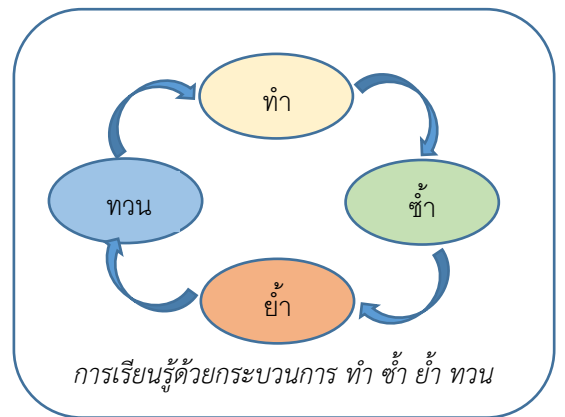 ทำ
ทวน
ซ้ำ
ย้ำ
การเรียนรู้ด้วยกระบวนการ ทำ ซ้ำ ย้ำ ทวน